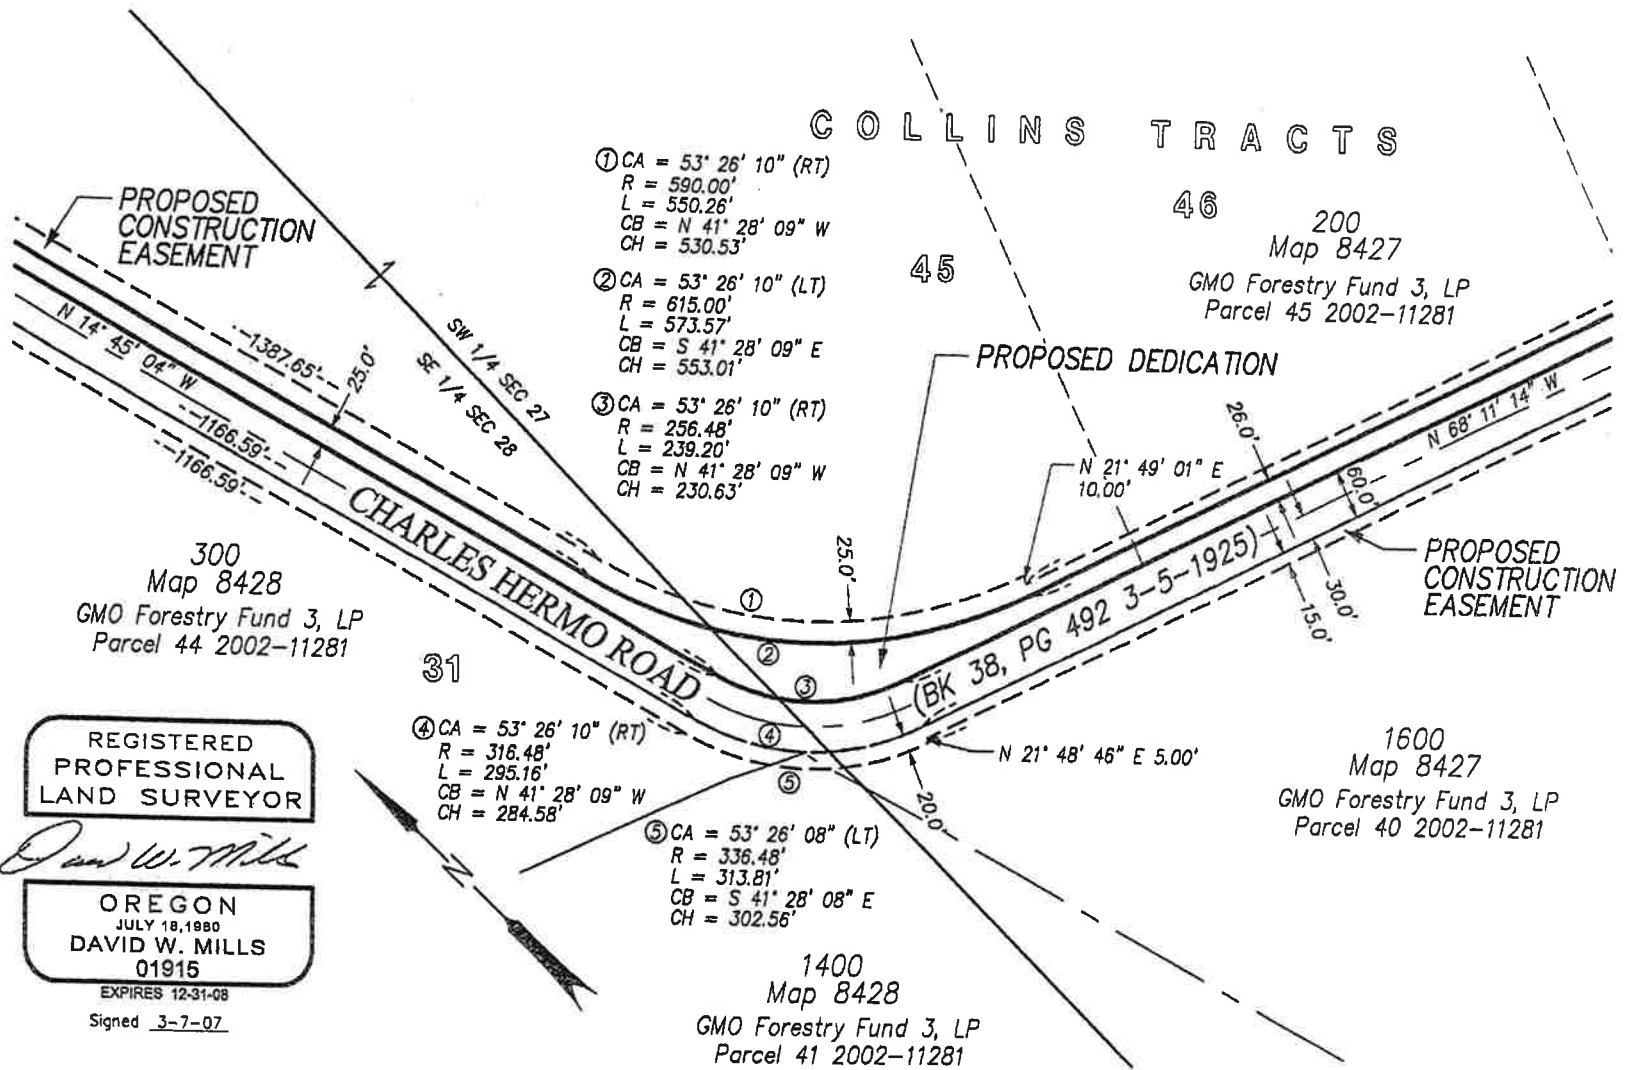 COLLINS TRACTS
PROPOSED
CONSTRUCTION
EASEMENT
① CA = 53° 26' 10" (RT)
R = 590.00'
L = 550.26'
CB = N 41° 28' 09" W
CH = 530.53'
② CA = 53° 26' 10" (LT)
R = 615.00'
L = 573.57'
CB = S 41° 28' 09" E
CH = 553.01'
③ CA = 53° 26' 10" (RT)
R = 256.48'
L = 239.20'
CB = N 41° 28' 09" W
CH = 230.63'
45
46
200
Map 8427
GMO Forestry Fund 3, LP
Parcel 45 2002-11281
N 14° 45' 04" W
1387.65'
25.0'
1166.59'
1166.59'
SW 1/4 SEC 27
SE 1/4 SEC 28
PROPOSED DEDICATION
26.0'
N 68° 11' 14" W
N 21° 49' 01" E
10.00'
60.0'
CHARLES HERMO ROAD
25.0'
①
②
③
④
⑤
(BK 38, PG 492 3-5-1925)
30.0'
15.0'
PROPOSED
CONSTRUCTION
EASEMENT
300
Map 8428
GMO Forestry Fund 3, LP
Parcel 44 2002-11281
31
④ CA = 53° 26' 10" (RT)
R = 316.48'
L = 295.16'
CB = N 41° 28' 09" W
CH = 284.58'
N 21° 48' 46" E 5.00'
20.0'
1600
Map 8427
GMO Forestry Fund 3, LP
Parcel 40 2002-11281
⑤ CA = 53° 26' 08" (LT)
R = 336.48'
L = 313.81'
CB = S 41° 28' 08" E
CH = 302.56'
N
1400
Map 8428
GMO Forestry Fund 3, LP
Parcel 41 2002-11281
REGISTERED
PROFESSIONAL
LAND SURVEYOR
David W. Mills
OREGON
JULY 18, 1980
DAVID W. MILLS
01915
EXPIRES 12-31-08
Signed 3-7-07